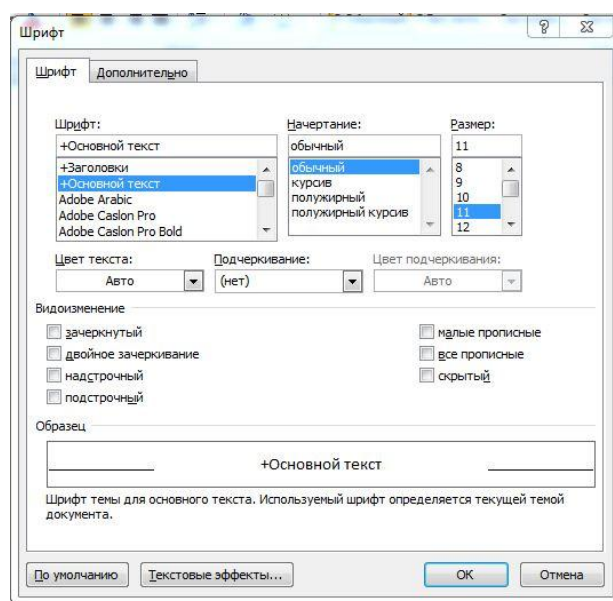 Шрифт
Шрифт Дополнительно
Шрифт: Начертание: Размер:
+Основной текст обычный 11
+Заголовки обычный 8
+Основной текст курсив 9
Adobe Arabic полужирный 10
Adobe Caslon Pro полужирный курсив 11
Adobe Caslon Pro Bold 12
Цвет текста: Подчеркивание: Цвет подчеркивания:
Авто (нет) Авто
Видоизменение
зачеркнутый малые прописные
двойное зачеркивание все прописные
надстрочный скрытый
подстрочный
Образец
+Основной текст
Шрифт темы для основного текста. Используемый шрифт определяется текущей темой
документа.
По умолчанию Текстовые эффекты... ОК Отмена